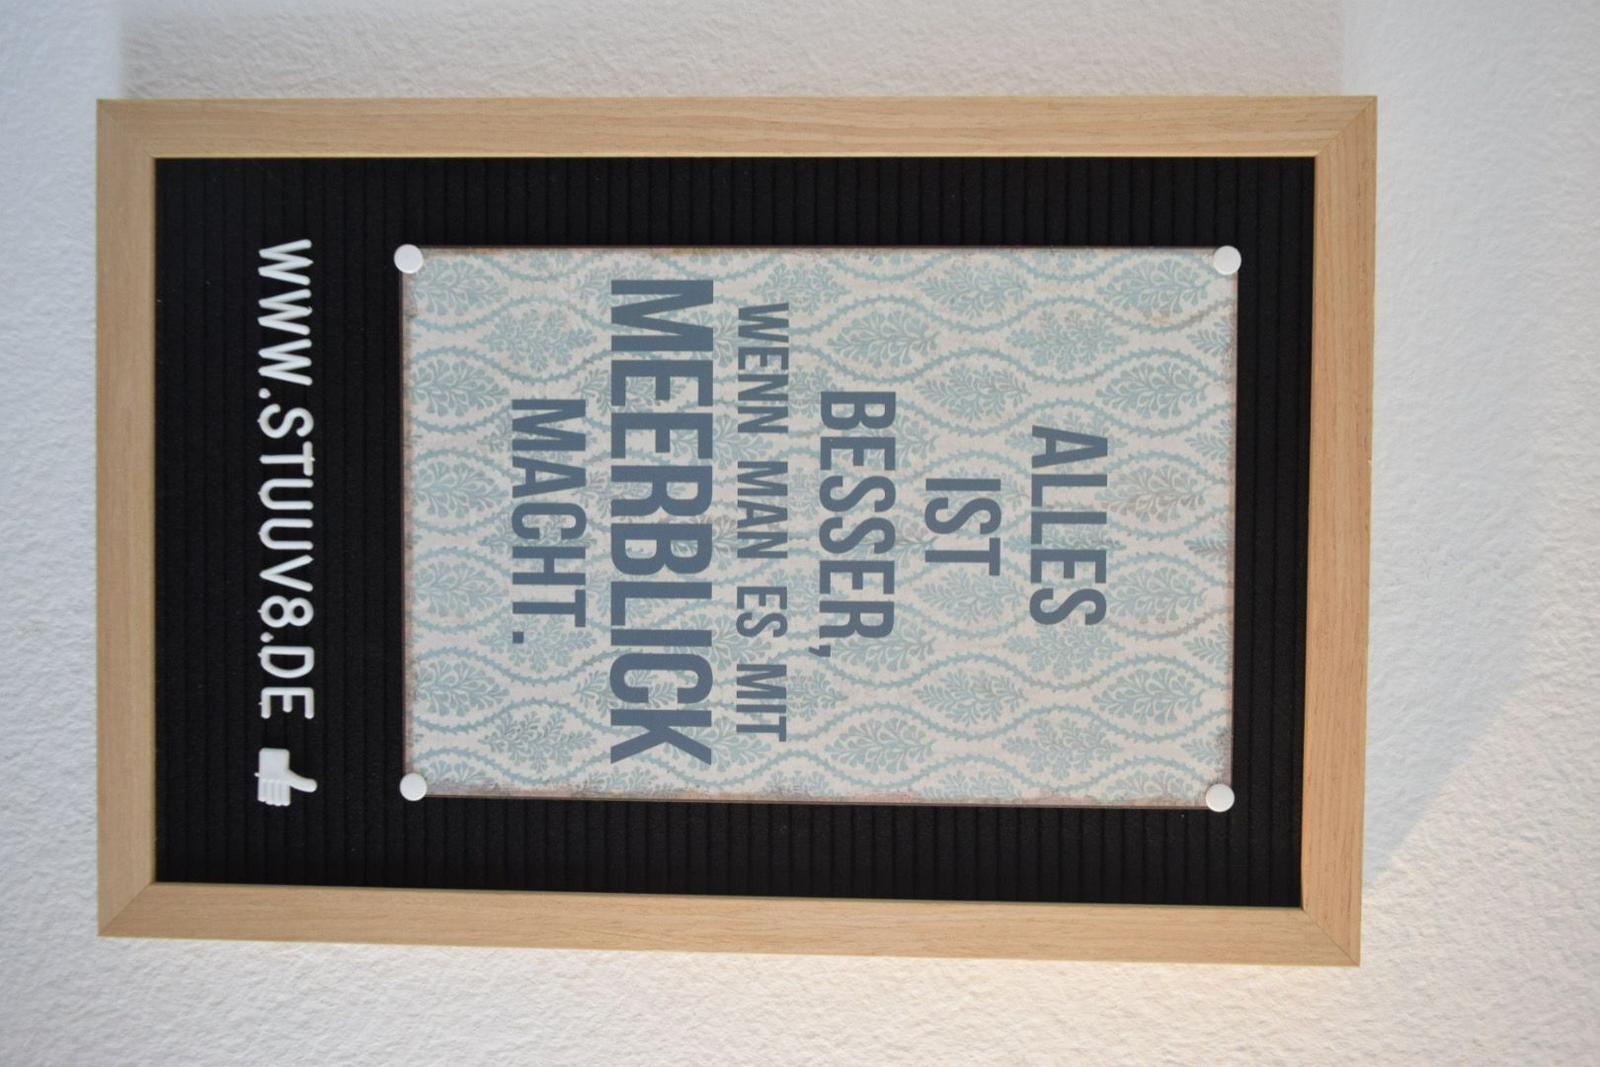 ALLES
IST
BESSER,
WENN MAN ES MIT
MEERBLICK
MACHT.
WWW.STUUV8.DE